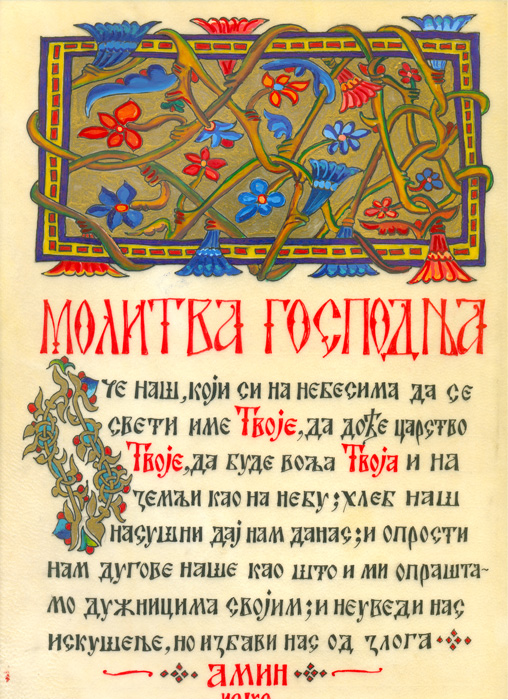 МОЛИТВА ГОСПОДЊА
Оче наш, који си на небесима да се
свети име Твоје, да дође царство
Твоје, да буде воља Твоја и на
земљи као на небу; хлеб наш
насушни дај нам данас; и опрости
нам дугове наше као што и ми опрашта-
мо дужницима својим; и неуведи нас
искушење, но избави нас од злога
АМИН